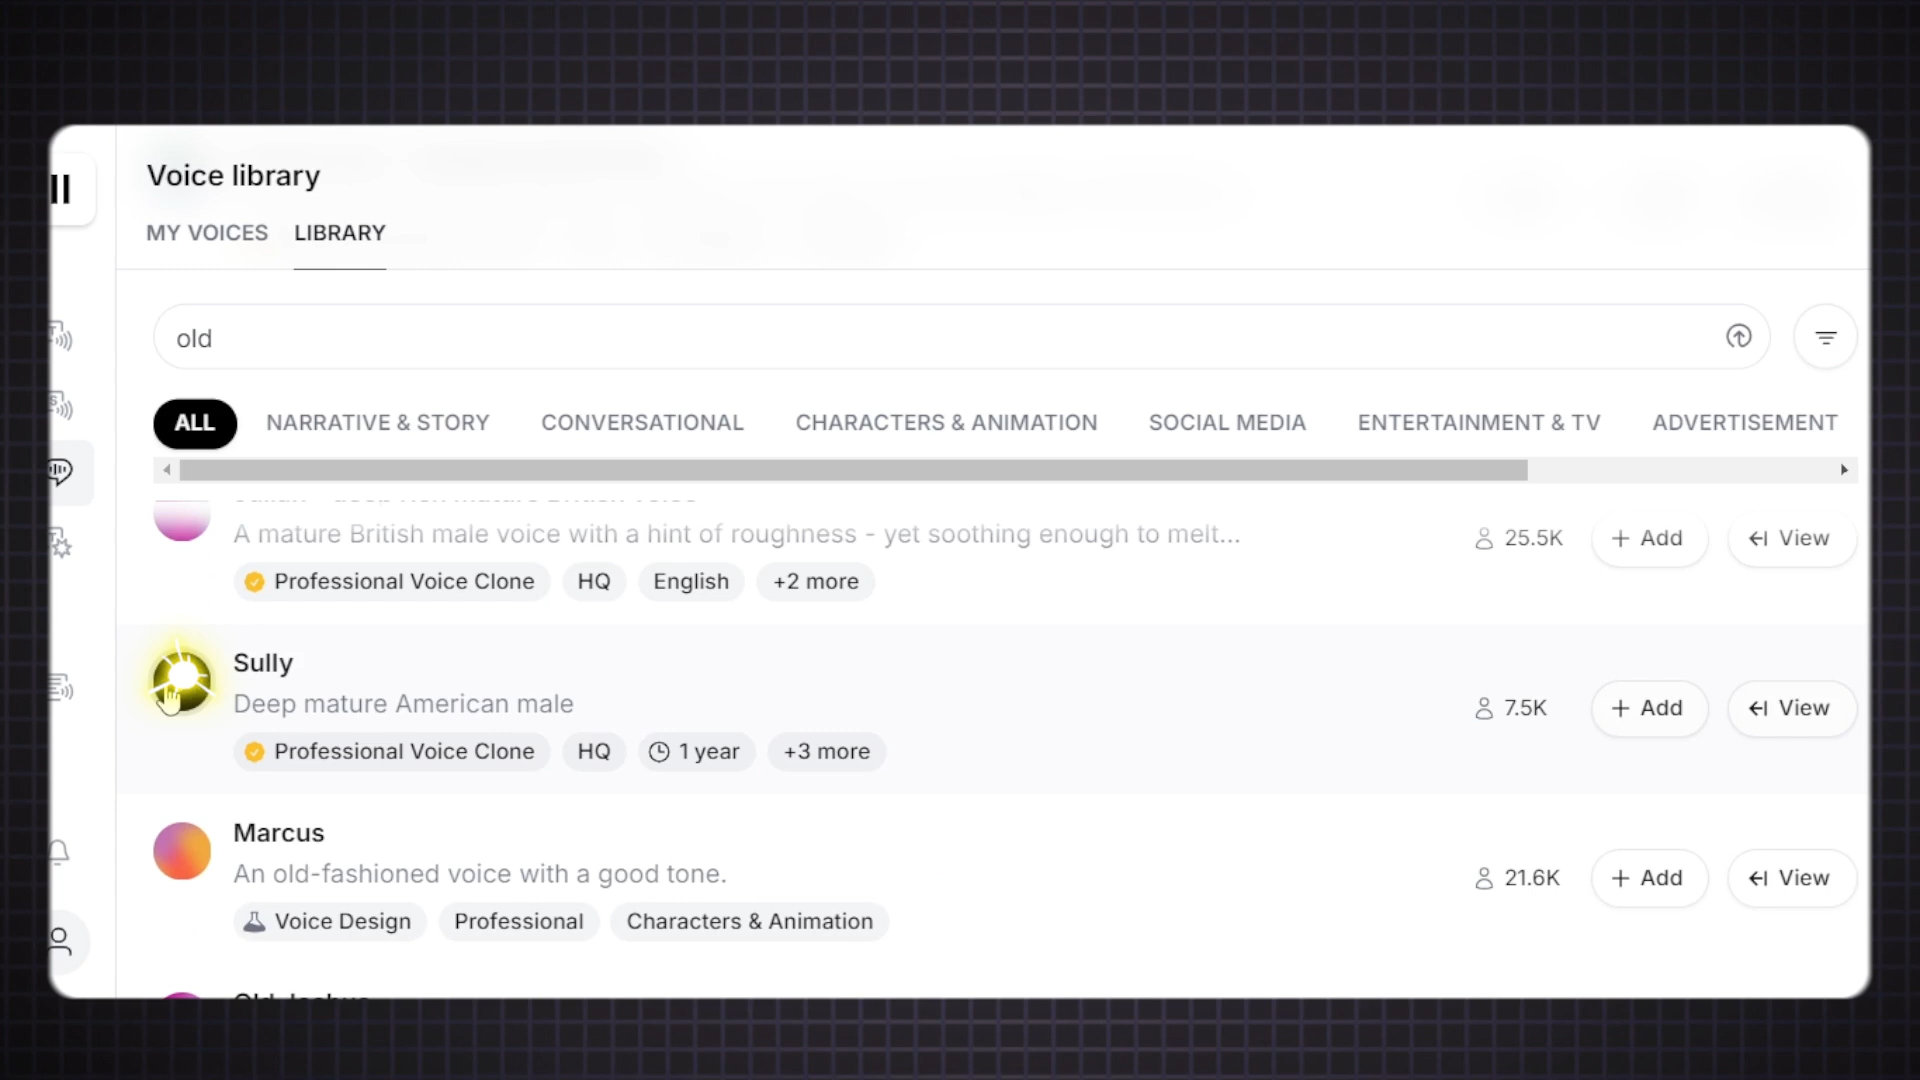 Voice library
MY VOICES LIBRARY
old
ALL NARRATIVE & STORY CONVERSATIONAL CHARACTERS & ANIMATION SOCIAL MEDIA ENTERTAINMENT & TV ADVERTISEMENT
A mature British male voice with a hint of roughness - yet soothing enough to melt...
25.5K + Add View
Professional Voice Clone HQ English +2 more
Sully
Deep mature American male
7.5K + Add View
Professional Voice Clone HQ 1 year +3 more
Marcus
An old-fashioned voice with a good tone.
21.6K + Add View
Voice Design Professional Characters & Animation